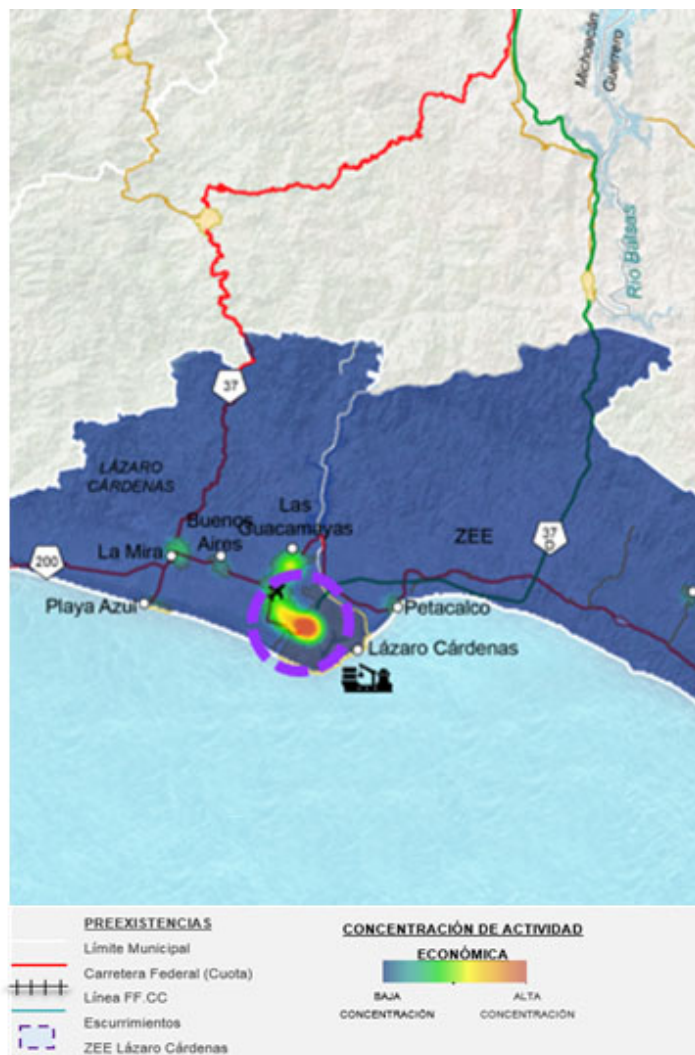 Michoacán
Guerrero
Río Balsas
37
LÁZARO
CÁRDENAS
Las
Guacamayas
Buenos
Aires
La Mira
ZEE
37
D
200
Playa Azul
Petacalco
Lázaro Cárdenas
PREEXISTENCIAS
Límite Municipal
Carretera Federal (Cuota)
Línea FF.CC
Escurrimientos
ZEE Lázaro Cárdenas
CONCENTRACIÓN DE ACTIVIDAD
ECONÓMICA
BAJA
CONCENTRACIÓN
ALTA
CONCENTRACIÓN